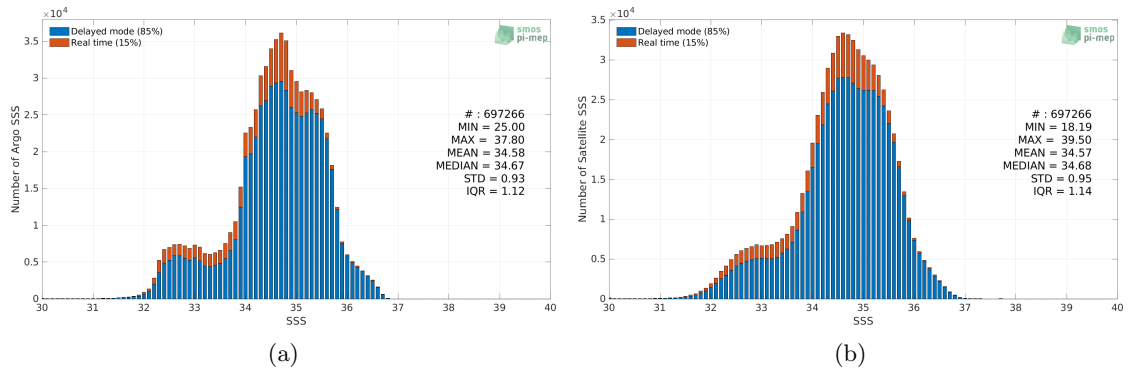 ×10⁴
Delayed mode (85%)
Real time (15%)
smos
pi-mep
3.5
3
2.5
2
1.5
1
0.5
0
Number of Argo SSS
# : 697266
MIN = 25.00
MAX = 37.80
MEAN = 34.58
MEDIAN = 34.67
STD = 0.93
IQR = 1.12
30 31 32 33 34 35 36 37 38 39 40
SSS
(a)
×10⁴
Delayed mode (85%)
Real time (15%)
smos
pi-mep
3.5
3
2.5
2
1.5
1
0.5
0
Number of Satellite SSS
# : 697266
MIN = 18.19
MAX = 39.50
MEAN = 34.57
MEDIAN = 34.68
STD = 0.95
IQR = 1.14
30 31 32 33 34 35 36 37 38 39 40
SSS
(b)